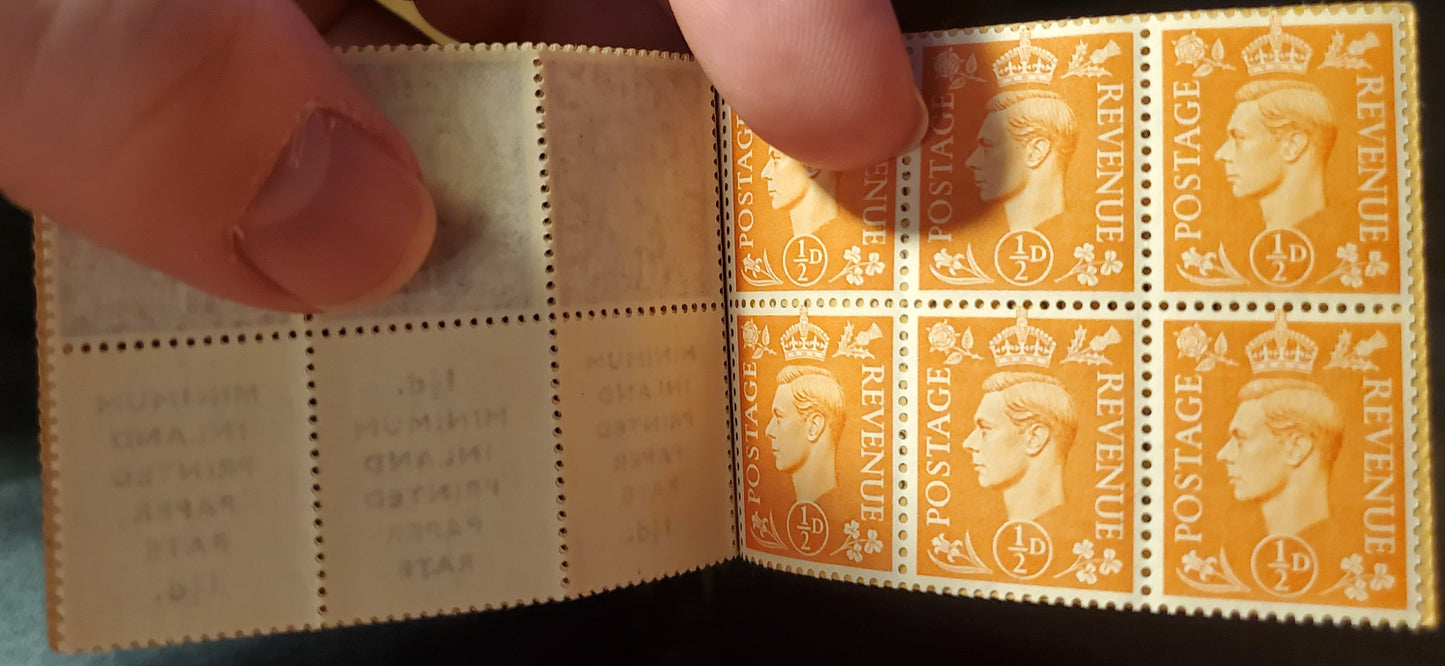 MINIMUM
INLAND
PRINTED
PAPER
RATE
1½d.
1½d.
MINIMUM
INLAND
PRINTED
PAPER
RATE
MINIMUM
INLAND
PRINTED
PAPER
RATE
1½d.
POSTAGE
ENUE
½D
POSTAGE
REVENUE
½D
POSTAGE
REVENUE
½D
POSTAGE
REVENUE
½D
POSTAGE
REVENUE
½D
POSTAGE
REVENUE
½D